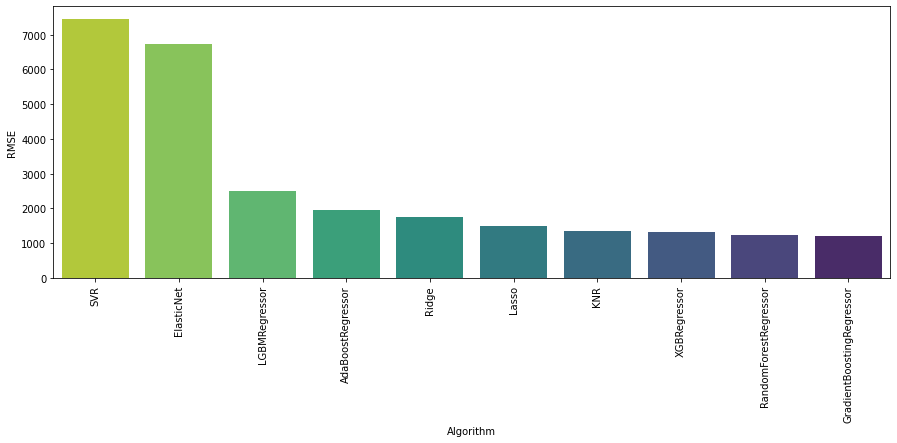 7000
6000
5000
4000
3000
2000
1000
0
RMSE
SVR
ElasticNet
LGBMRegressor
AdaBoostRegressor
Ridge
Lasso
KNR
XGBRegressor
RandomForestRegressor
GradientBoostingRegressor
Algorithm